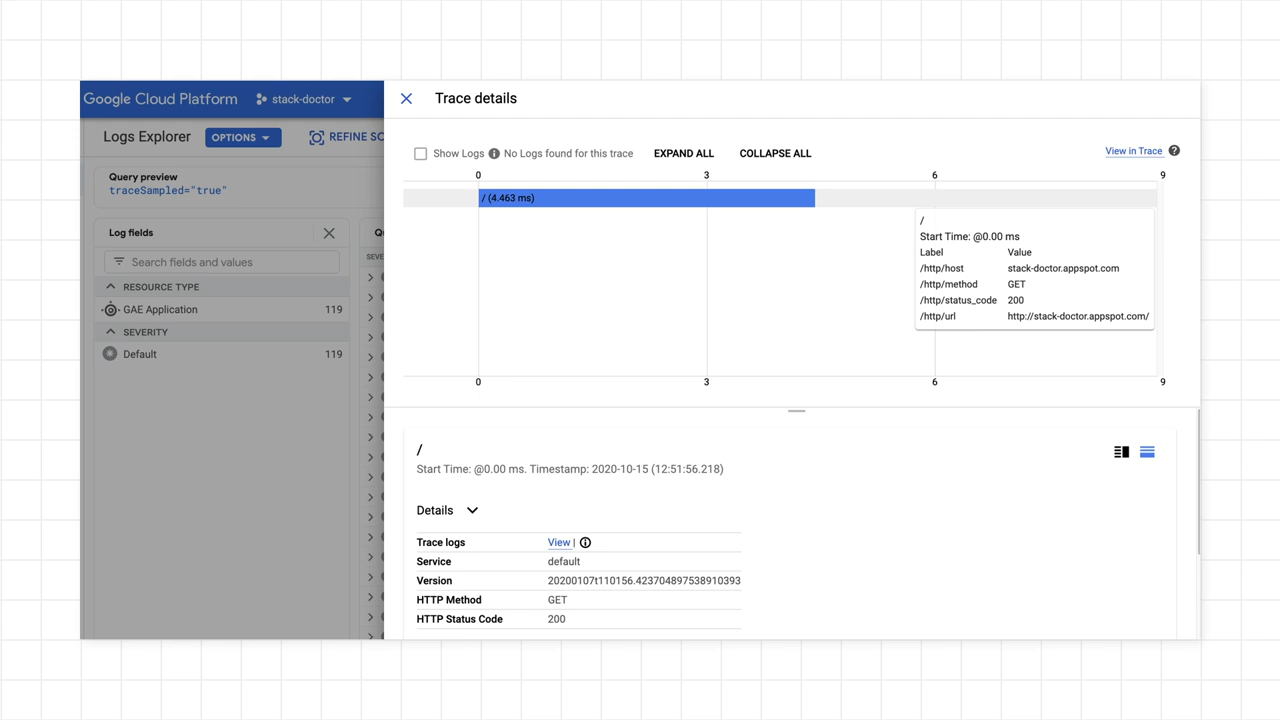 Google Cloud Platform stack-doctor
Logs Explorer OPTIONS REFINE SC
Query preview
traceSampled="true"
Log fields
Search fields and values
RESOURCE TYPE
GAE Application 119
SEVERITY
Default 119
Qu
SEVE
Trace details
Show Logs No Logs found for this trace EXPAND ALL COLLAPSE ALL View in Trace
0 3 6 9
/ (4.463 ms)
/
Start Time: @0.00 ms
Label Value
/http/host stack-doctor.appspot.com
/http/method GET
/http/status_code 200
/http/url http://stack-doctor.appspot.com/
0 3 6 9
/
Start Time: @0.00 ms. Timestamp: 2020-10-15 (12:51:56.218)
Details
Trace logs View |
Service default
Version 20200107t110156.423704897538910393
HTTP Method GET
HTTP Status Code 200